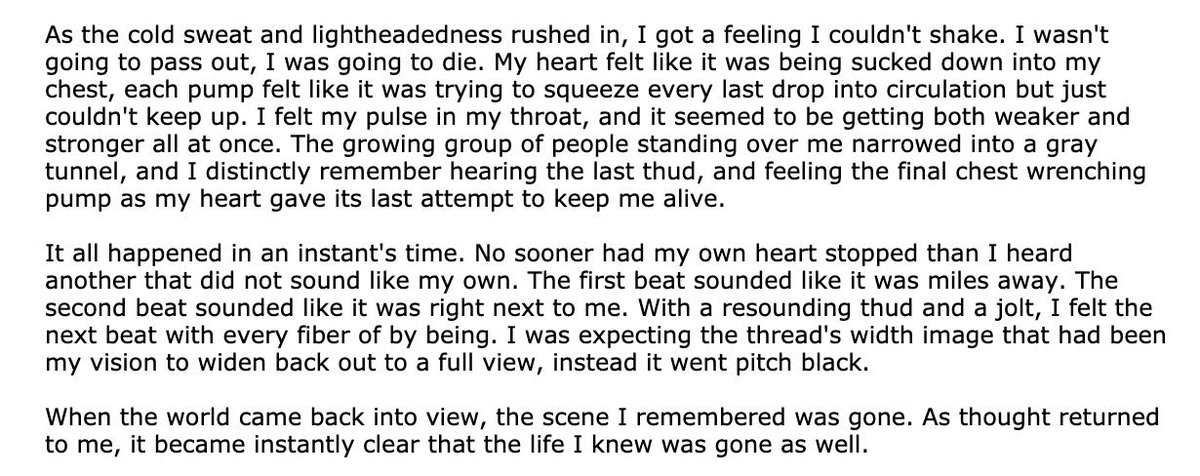 As the cold sweat and lightheadedness rushed in, I got a feeling I couldn't shake. I wasn't
going to pass out, I was going to die. My heart felt like it was being sucked down into my
chest, each pump felt like it was trying to squeeze every last drop into circulation but just
couldn't keep up. I felt my pulse in my throat, and it seemed to be getting both weaker and
stronger all at once. The growing group of people standing over me narrowed into a gray
tunnel, and I distinctly remember hearing the last thud, and feeling the final chest wrenching
pump as my heart gave its last attempt to keep me alive.
It all happened in an instant's time. No sooner had my own heart stopped than I heard
another that did not sound like my own. The first beat sounded like it was miles away. The
second beat sounded like it was right next to me. With a resounding thud and a jolt, I felt the
next beat with every fiber of by being. I was expecting the thread's width image that had been
my vision to widen back out to a full view, instead it went pitch black.
When the world came back into view, the scene I remembered was gone. As thought returned
to me, it became instantly clear that the life I knew was gone as well.